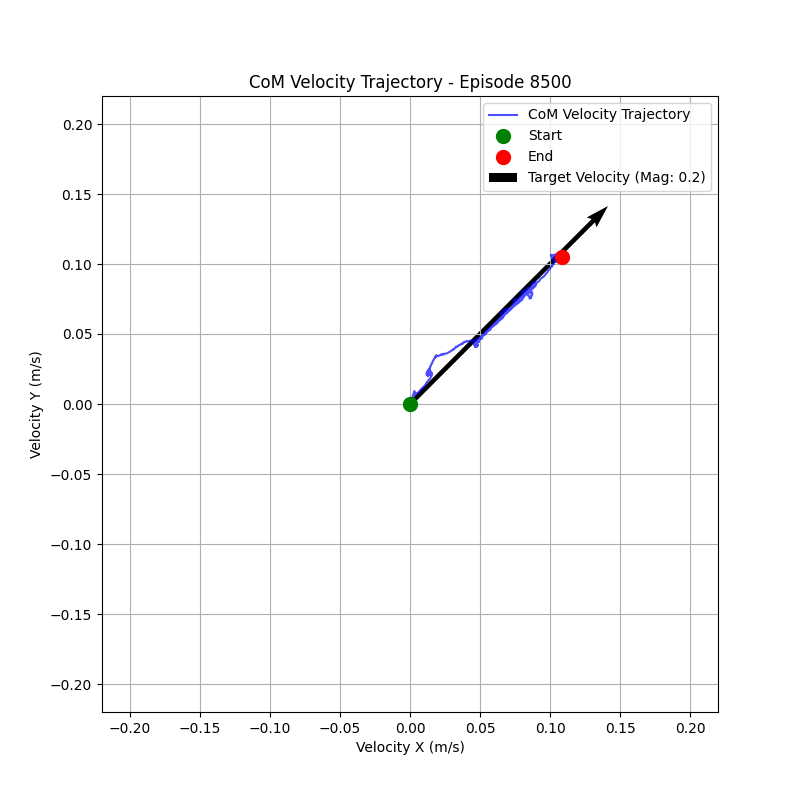 CoM Velocity Trajectory - Episode 8500
CoM Velocity Trajectory
Start
End
Target Velocity (Mag: 0.2)
0.20
0.15
0.10
0.05
0.00
−0.05
−0.10
−0.15
−0.20
Velocity Y (m/s)
−0.20 −0.15 −0.10 −0.05 0.00 0.05 0.10 0.15 0.20
Velocity X (m/s)